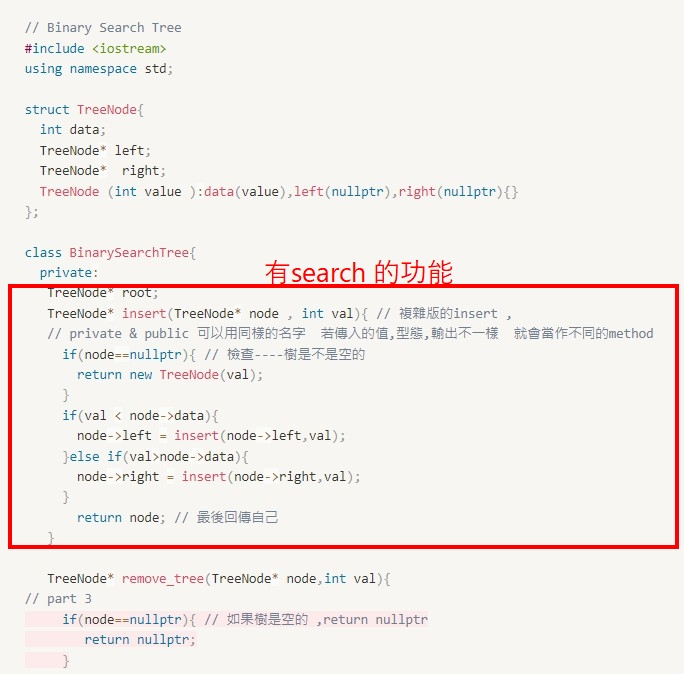 // Binary Search Tree
#include <iostream>
using namespace std;
struct TreeNode{
int data;
TreeNode* left;
TreeNode*  right;
TreeNode (int value ):data(value),left(nullptr),right(nullptr){}
};
class BinarySearchTree{
有search 的功能
private:
TreeNode* root;
TreeNode* insert(TreeNode* node , int val){ // 複雜版的insert ,
// private & public 可以用同樣的名字  若傳入的值,型態,輸出不一樣  就會當作不同的method
if(node==nullptr){ // 檢查----樹是不是空的
return new TreeNode(val);
}
if(val < node->data){
node->left = insert(node->left,val);
}else if(val>node->data){
node->right = insert(node->right,val);
}
return node; // 最後回傳自己
}
TreeNode* remove_tree(TreeNode* node,int val){
// part 3
if(node==nullptr){ // 如果樹是空的 ,return nullptr
return nullptr;
}